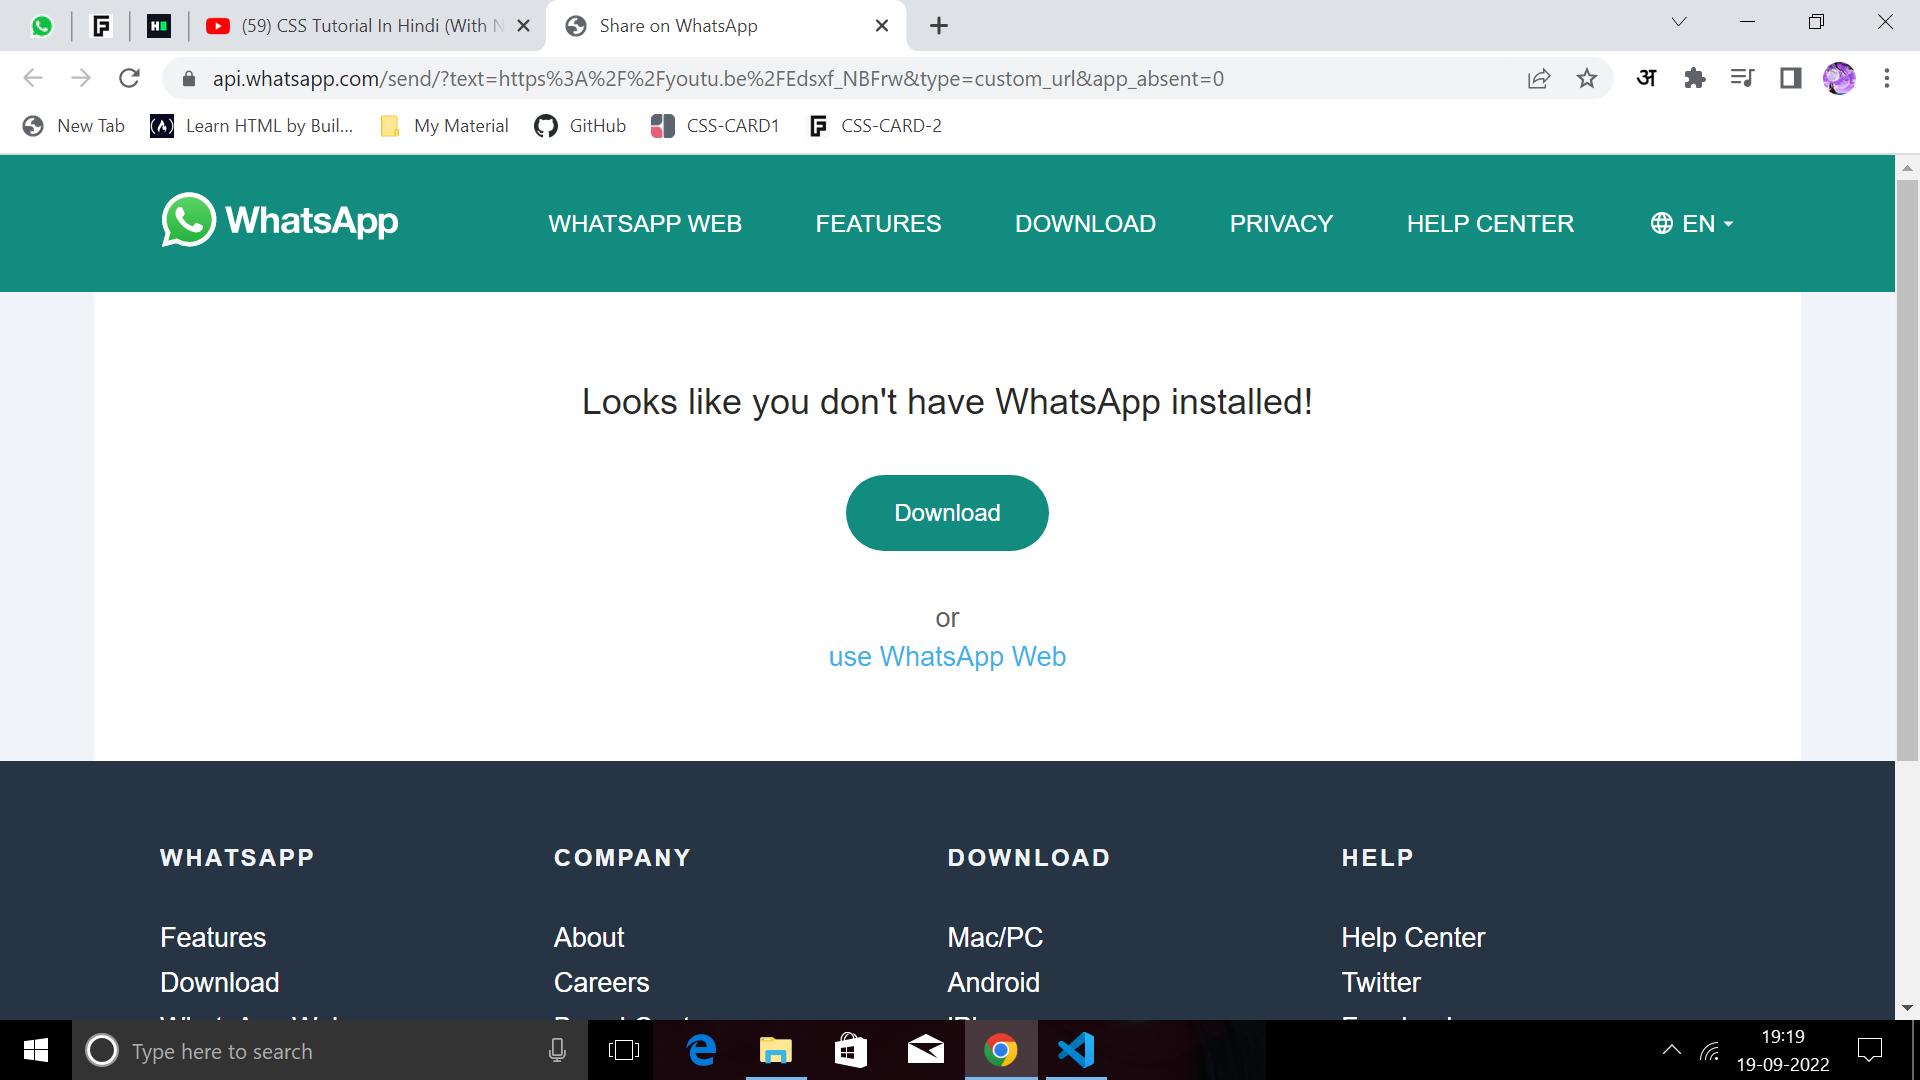 (59) CSS Tutorial In Hindi (With N
Share on WhatsApp
api.whatsapp.com/send/?text=https%3A%2F%2Fyoutu.be%2FEdsxf_NBFrw&type=custom_url&app_absent=0
अ
New Tab
Learn HTML by Buil...
My Material
GitHub
CSS-CARD1
CSS-CARD-2
WhatsApp
WHATSAPP WEB
FEATURES
DOWNLOAD
PRIVACY
HELP CENTER
EN
Looks like you don't have WhatsApp installed!
Download
or
use WhatsApp Web
WHATSAPP
COMPANY
DOWNLOAD
HELP
Features
About
Mac/PC
Help Center
Download
Careers
Android
Twitter
Type here to search
19:19
19-09-2022